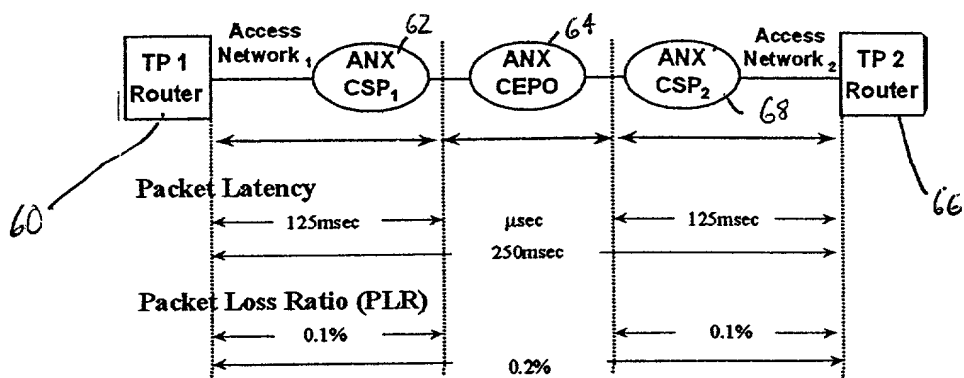 62
64
Access
Network 1
ANX
CSP1
ANX
CEPO
ANX
CSP2
Access
Network 2
TP 1
Router
TP 2
Router
68
60
66
Packet Latency
125msec
µsec
125msec
250msec
Packet Loss Ratio (PLR)
0.1%
0.1%
0.2%